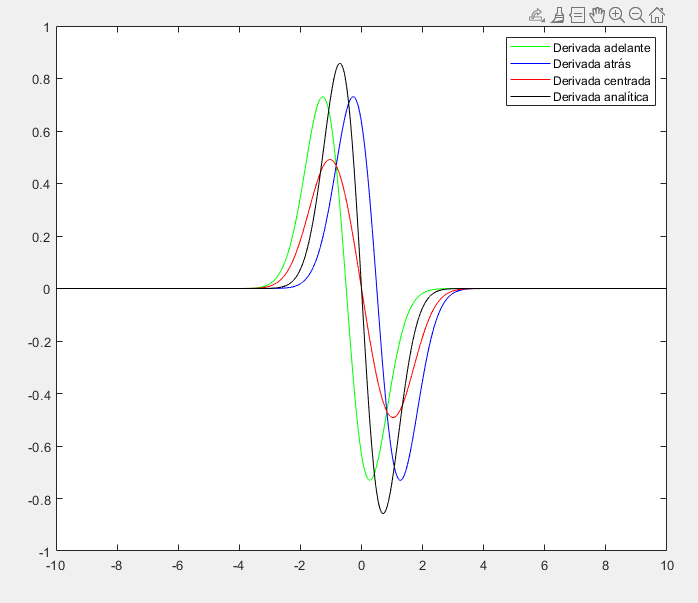 Derivada adelante
Derivada atrás
Derivada centrada
Derivada analítica
1
0.8
0.6
0.4
0.2
0
-0.2
-0.4
-0.6
-0.8
-1
-10 -8 -6 -4 -2 0 2 4 6 8 10